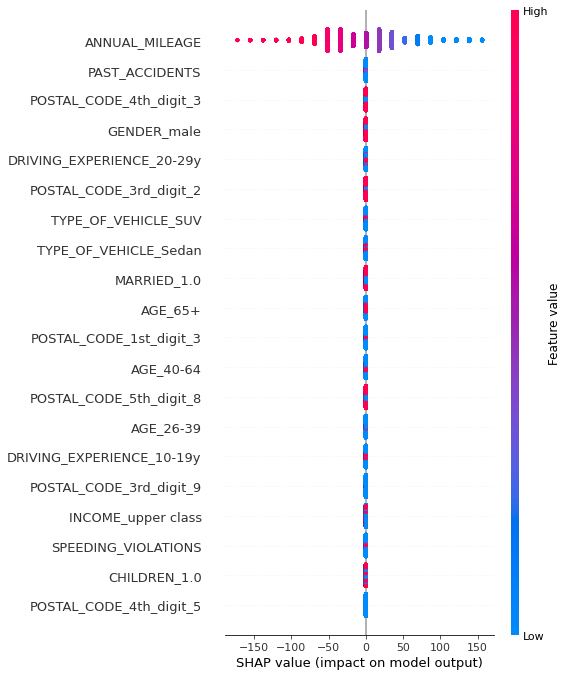 High
ANNUAL_MILEAGE
PAST_ACCIDENTS
POSTAL_CODE_4th_digit_3
GENDER_male
DRIVING_EXPERIENCE_20-29y
POSTAL_CODE_3rd_digit_2
TYPE_OF_VEHICLE_SUV
TYPE_OF_VEHICLE_Sedan
MARRIED_1.0
AGE_65+
POSTAL_CODE_1st_digit_3
AGE_40-64
POSTAL_CODE_5th_digit_8
AGE_26-39
DRIVING_EXPERIENCE_10-19y
POSTAL_CODE_3rd_digit_9
INCOME_upper class
SPEEDING_VIOLATIONS
CHILDREN_1.0
POSTAL_CODE_4th_digit_5
Feature value
Low
−150 −100 −50 0 50 100 150
SHAP value (impact on model output)